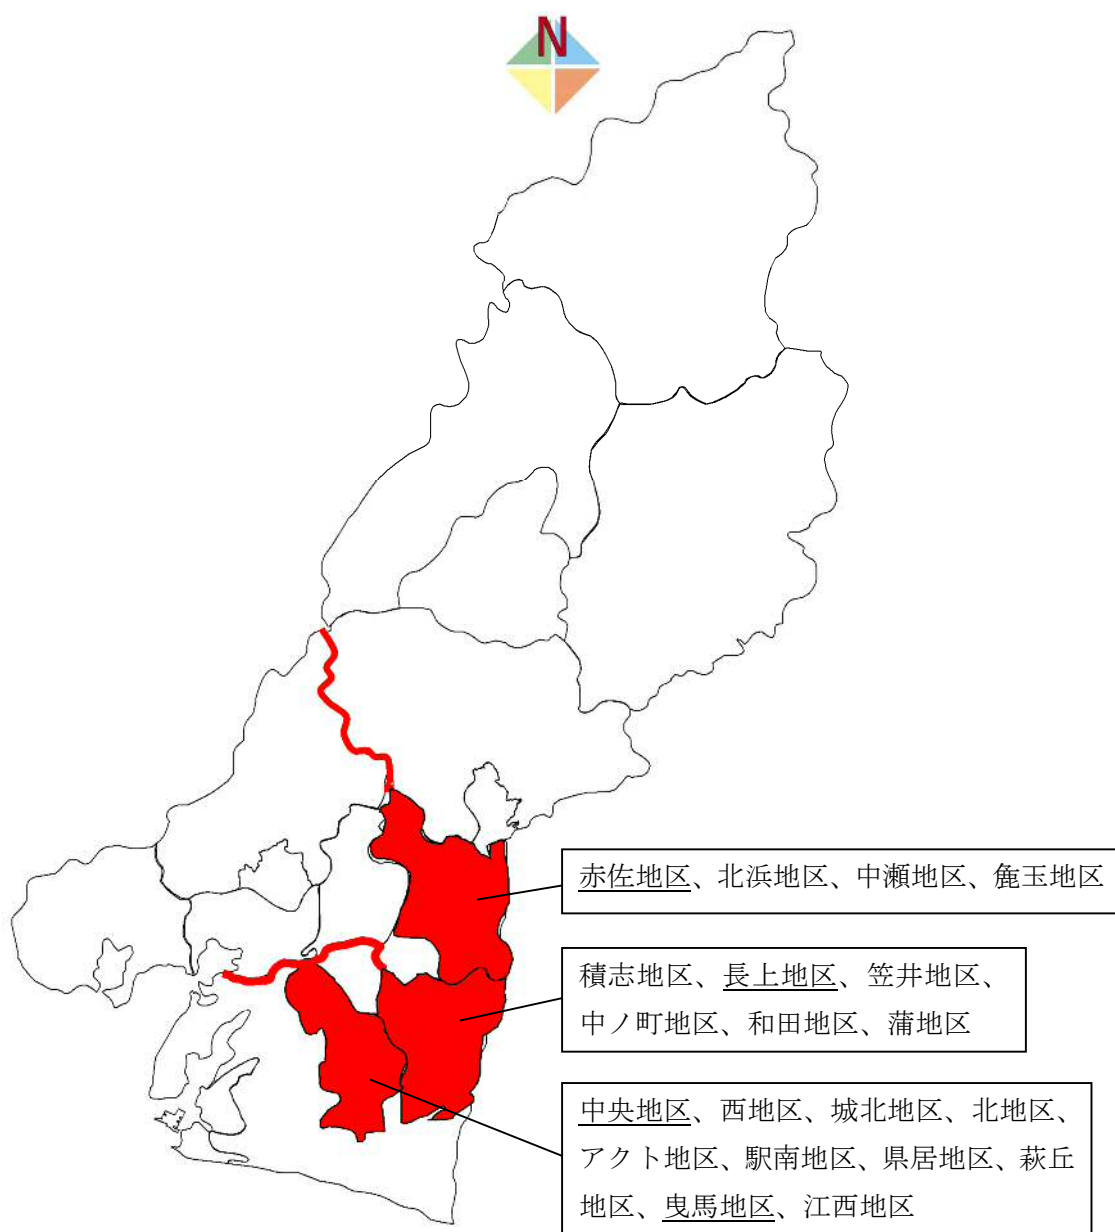 N
赤佐地区、北浜地区、中瀬地区、麁玉地区
積志地区、長上地区、笠井地区、
中ノ町地区、和田地区、蒲地区
中央地区、西地区、城北地区、北地区、
アクト地区、駅南地区、県居地区、萩丘
地区、曳馬地区、江西地区